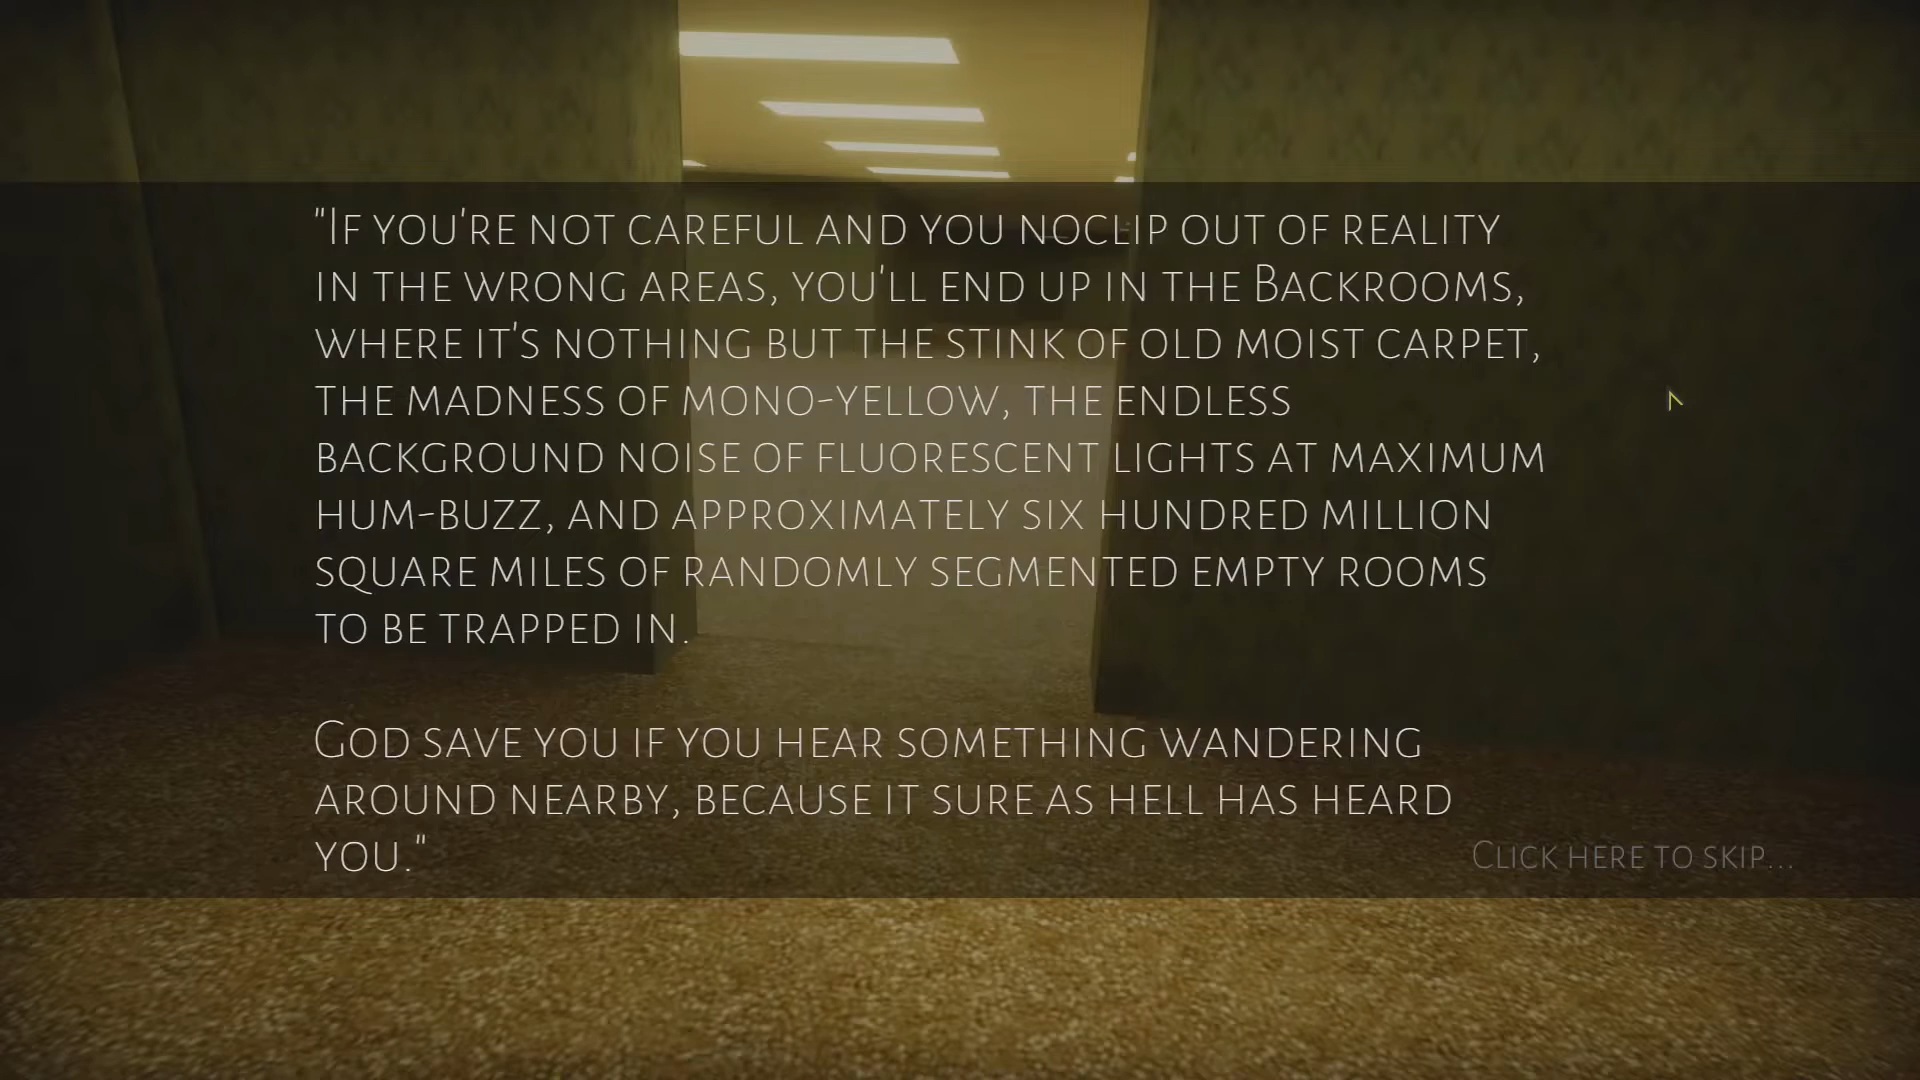 "If you're not careful and you noclip out of reality
in the wrong areas, you'll end up in the Backrooms,
where it's nothing but the stink of old moist carpet,
the madness of mono-yellow, the endless
background noise of fluorescent lights at maximum
hum-buzz, and approximately six hundred million
square miles of randomly segmented empty rooms
to be trapped in.
God save you if you hear something wandering
around nearby, because it sure as hell has heard
you."
Click here to skip...